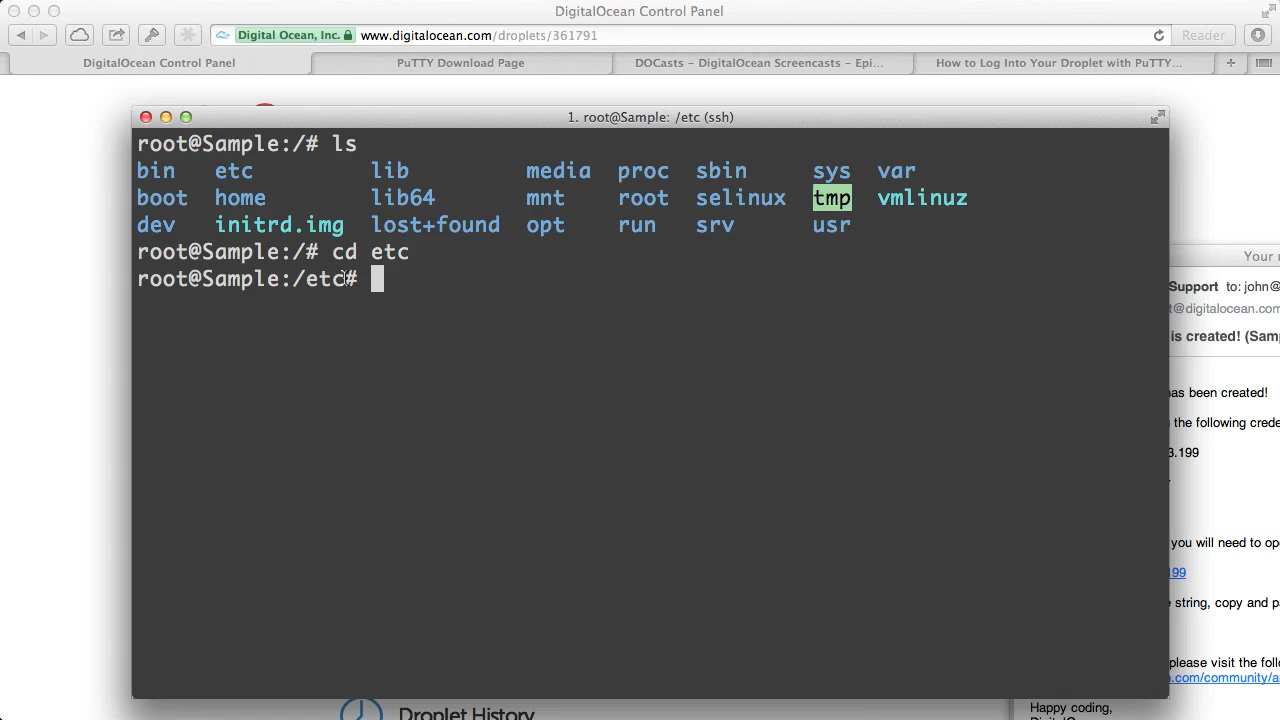 DigitalOcean Control Panel
Digital Ocean, Inc. www.digitalocean.com/droplets/361791 Reader
DigitalOcean Control Panel PuTTY Download Page DOCasts – DigitalOcean Screencasts – Epi... How to Log Into Your Droplet with PuTTY... +
1. root@Sample: /etc (ssh)
root@Sample:/# ls
bin etc lib media proc sbin sys var
boot home lib64 mnt root selinux tmp vmlinuz
dev initrd.img lost+found opt run srv usr
root@Sample:/# cd etc
root@Sample:/etc#
Your
Support to: john@
t@digitalocean.com
is created! (Sam
has been created!
the following crede
3.199
you will need to op
199
string, copy and p
please visit the foll
.com/community/a
Happy coding,
Droplet History